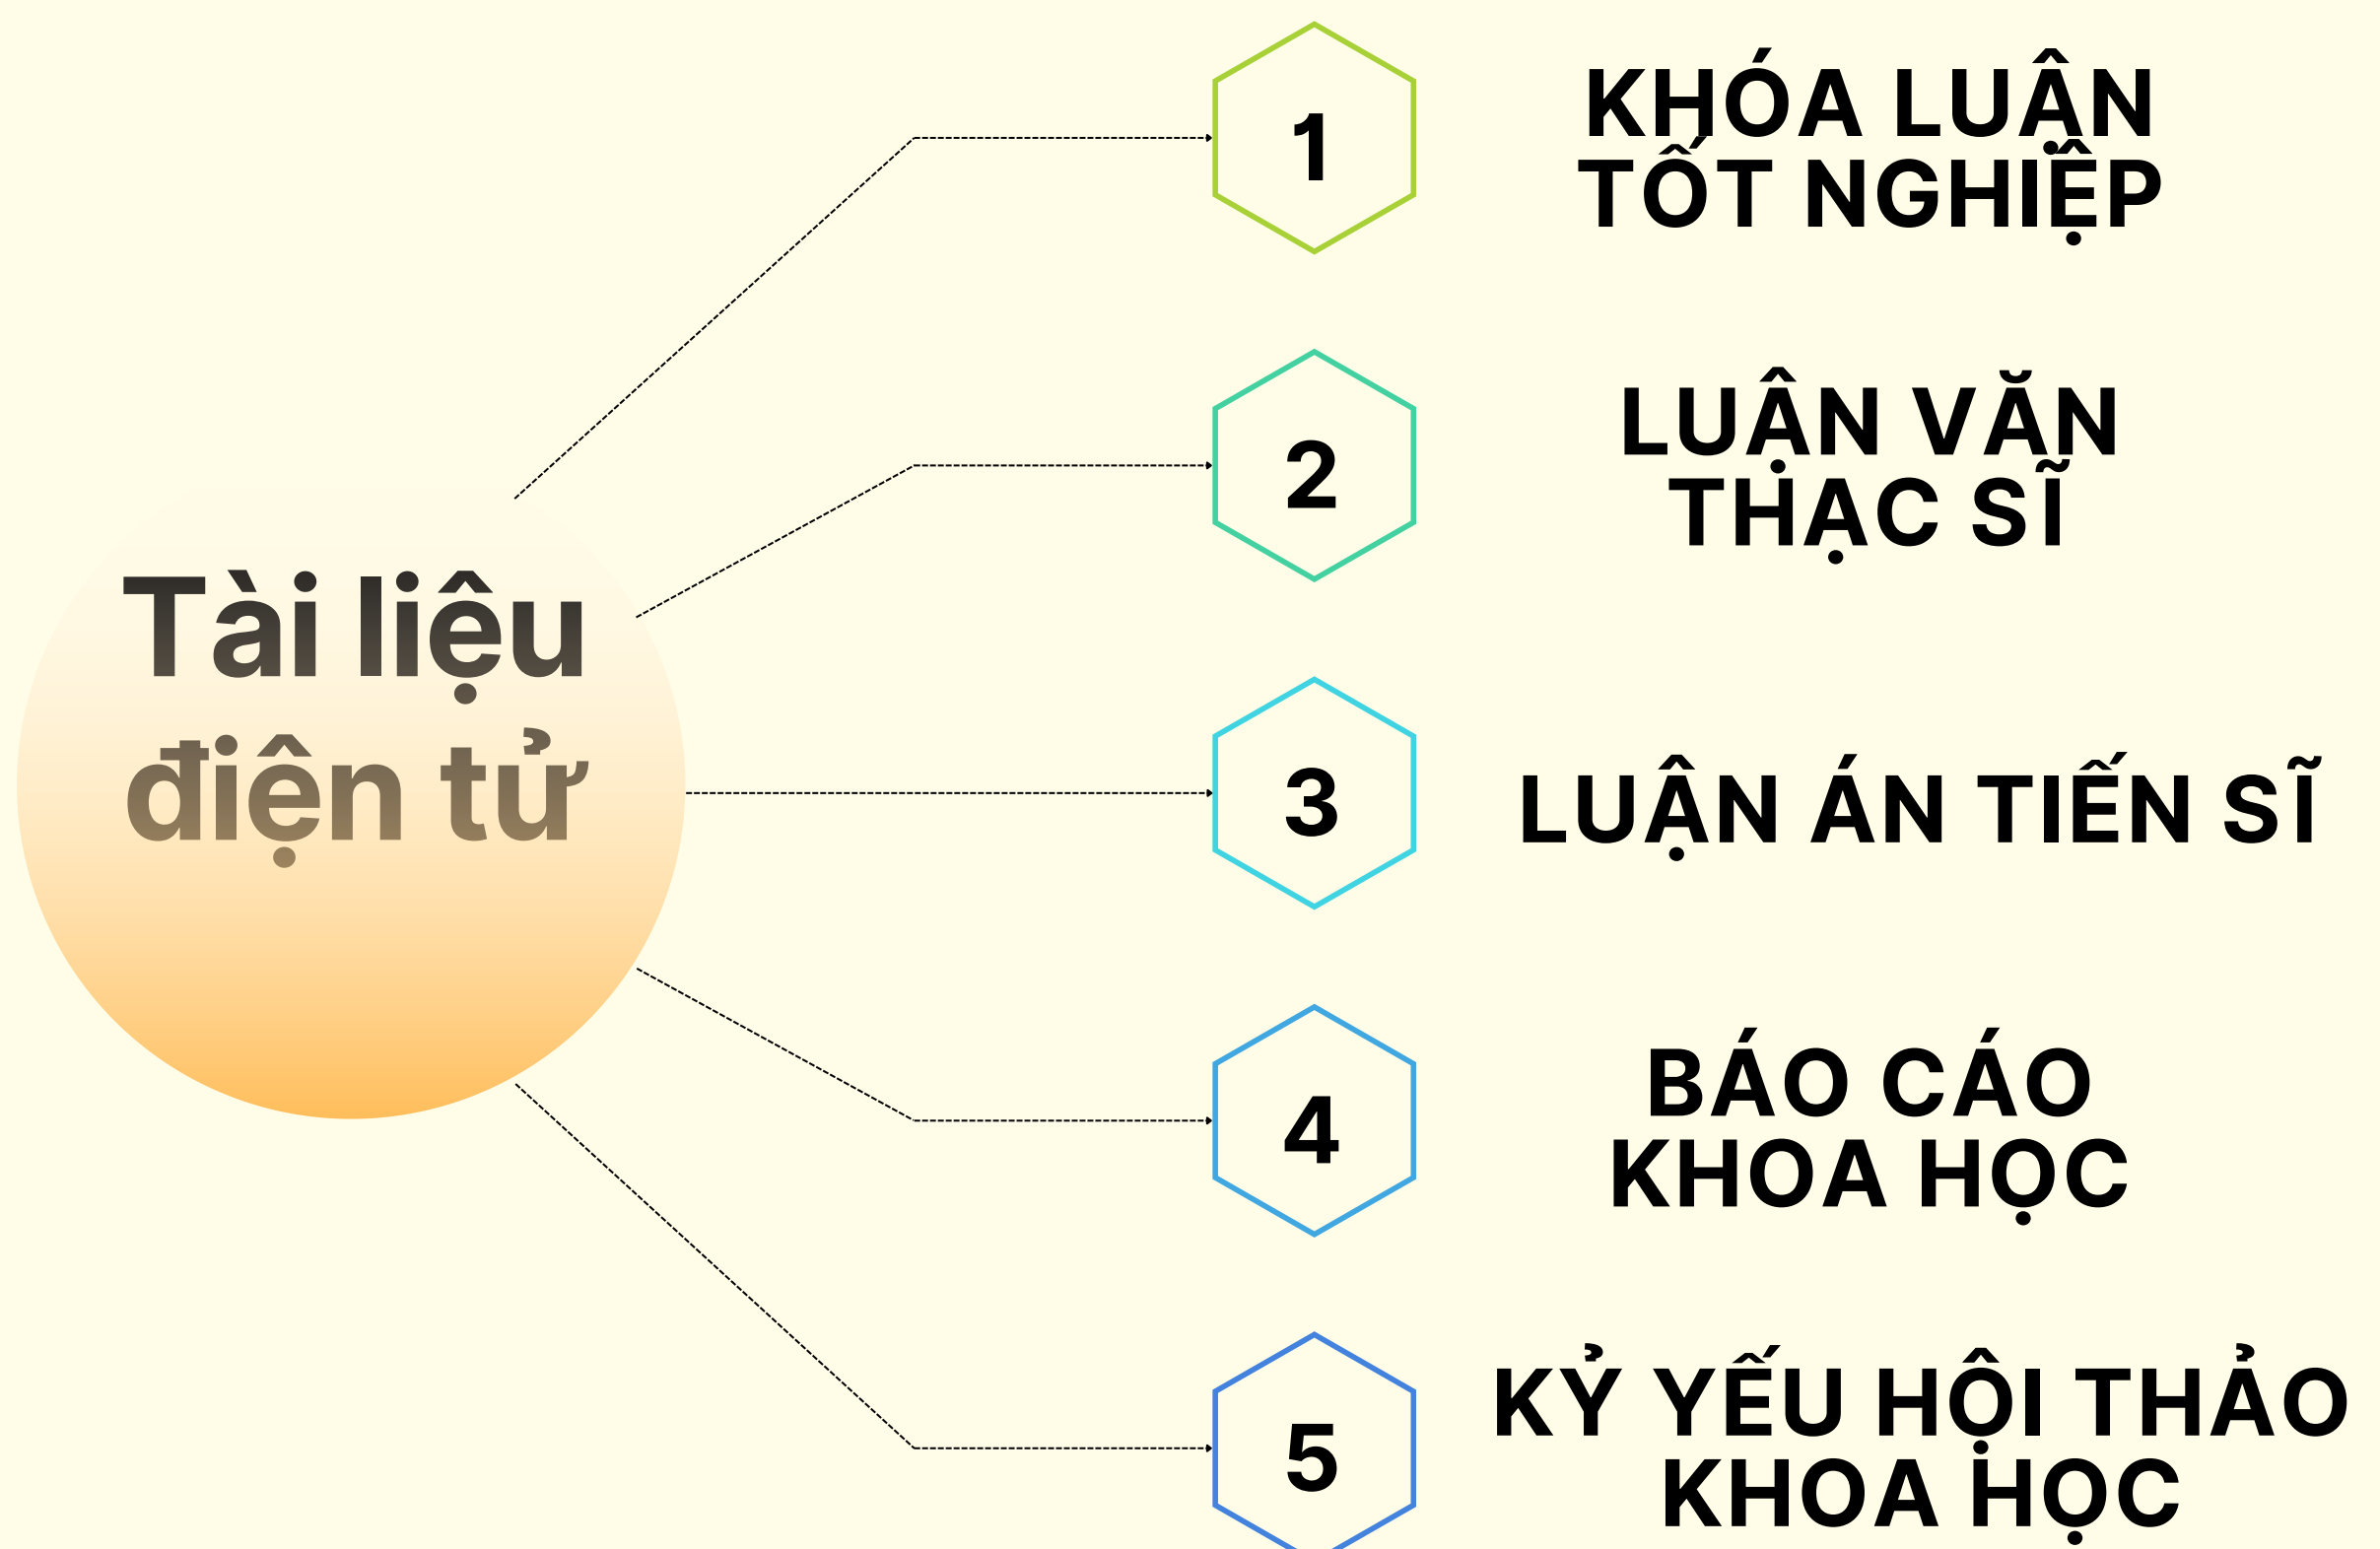 Tài liệu
điện tử
1
KHÓA LUẬN
TỐT NGHIỆP
2
LUẬN VĂN
THẠC SĨ
3
LUẬN ÁN TIẾN SĨ
4
BÁO CÁO
KHOA HỌC
5
KỶ YẾU HỘI THẢO
KHOA HỌC